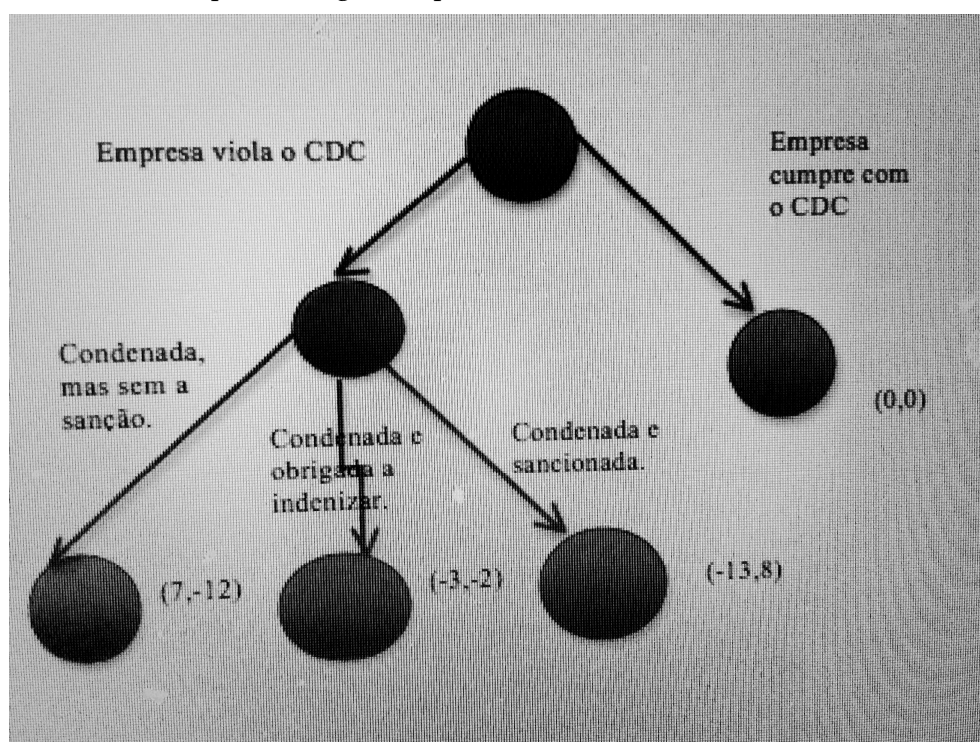 Empresa viola o CDC
Empresa
cumpre com
o CDC
Condenada,
mas sem a
sanção.
(0,0)
Condenada e
obrigada a
indenizar.
Condenada e
sancionada.
(7,-12)
(-3,-2)
(-13,8)